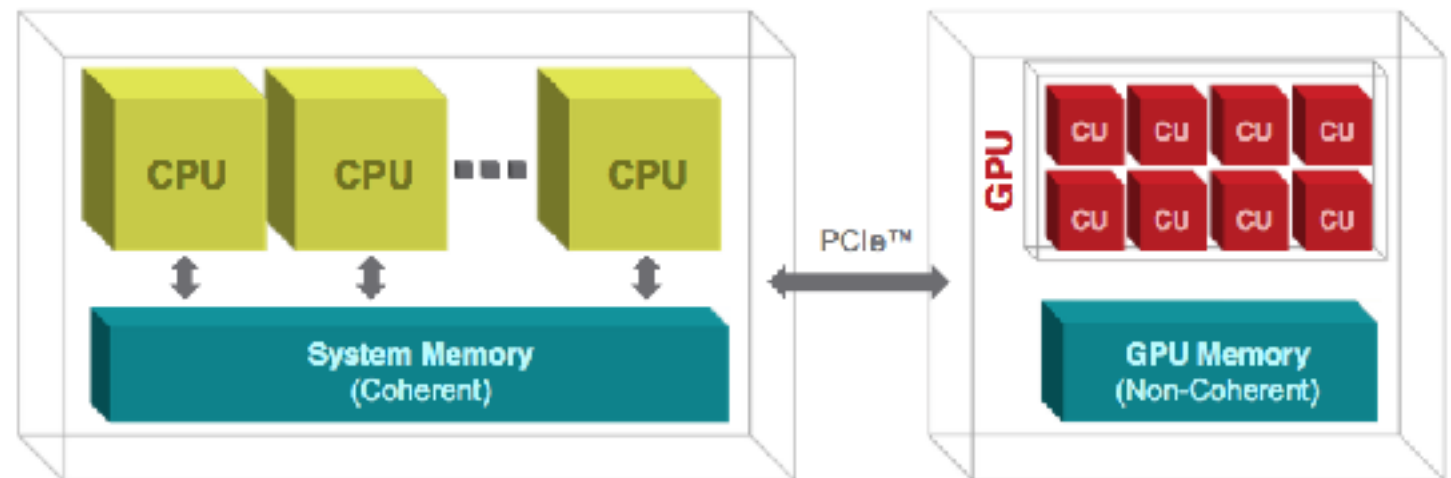 CPU
CPU
CPU
System Memory
(Coherent)
PCIe™
GPU
CU CU CU CU
CU CU CU CU
GPU Memory
(Non-Coherent)